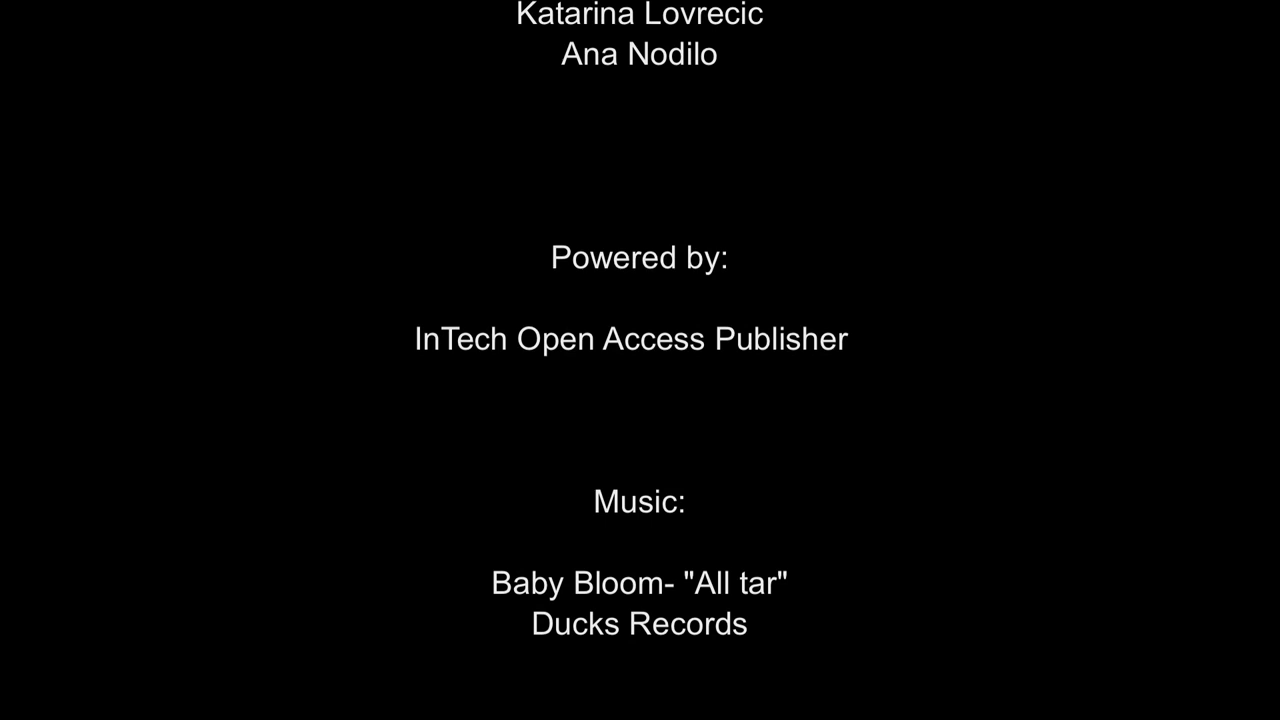 Katarina Lovrecic
Ana Nodilo
Powered by:
InTech Open Access Publisher
Music:
Baby Bloom- "All tar"
Ducks Records